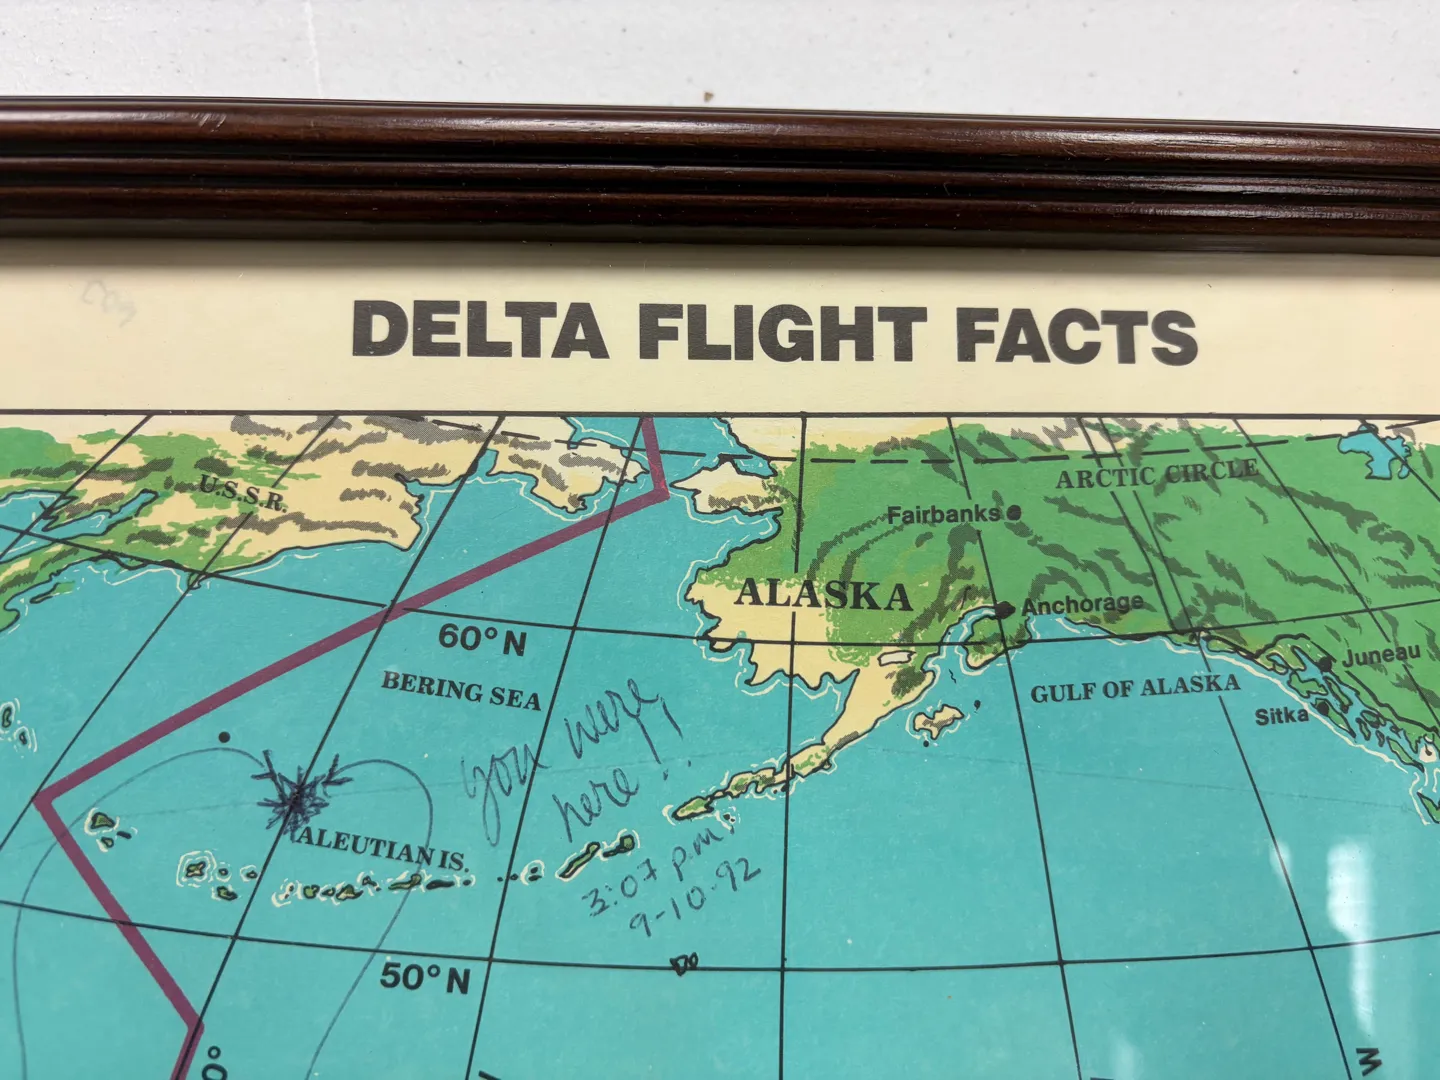 DELTA FLIGHT FACTS
U.S.S.R.
ARCTIC CIRCLE
Fairbanks
ALASKA
Anchorage
60° N
Juneau
BERING SEA
GULF OF ALASKA
Sitka
you were
here!!
ALEUTIAN IS.
3:07 p.m.
9-10-92
50° N
0°
W